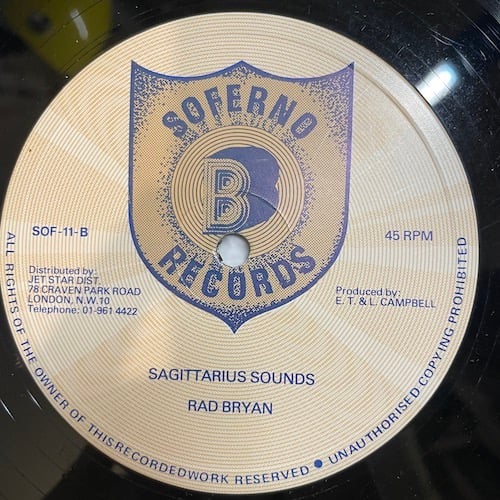 SOFERNO
B
RECORDS
SOF-11-B
45 RPM
Distributed by:
JET STAR DIST.
78 CRAVEN PARK ROAD
LONDON, N.W.10
Telephone: 01-961 4422
Produced by:
E. T. & L. CAMPBELL
SAGITTARIUS SOUNDS
RAD BRYAN
ALL RIGHTS OF THE OWNER OF THIS RECORDEDWORK RESERVED ● UNAUTHORISED COPYING PROHIBITED